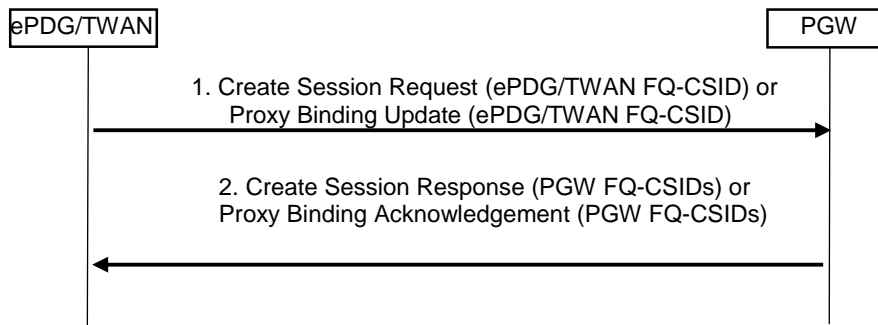 ePDG/TWAN
PGW
1. Create Session Request (ePDG/TWAN FQ-CSID) or
Proxy Binding Update (ePDG/TWAN FQ-CSID)
2. Create Session Response (PGW FQ-CSIDs) or
Proxy Binding Acknowledgement (PGW FQ-CSIDs)